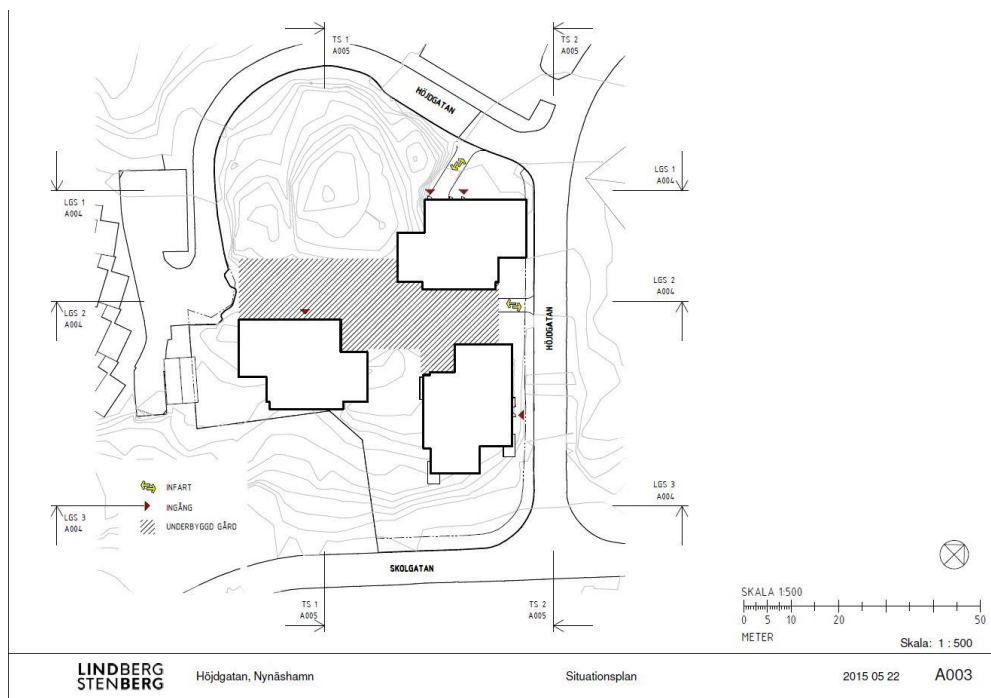 TS 1
A005
TS 2
A005
HÖJDGATAN
LGS 1
A004
LGS 1
A004
LGS 2
A004
LGS 2
A004
HÖJDGATAN
LGS 3
A004
LGS 3
A004
INFART
INGÅNG
UNDERBYGGD GÅRD
SKOLGATAN
TS 1
A005
TS 2
A005
SKALA 1:500
0 5 10 20 50
METER
Skala: 1 : 500
LINDBERG
STENBERG
Höjdgatan, Nynäshamn
Situationsplan
2015 05 22
A003